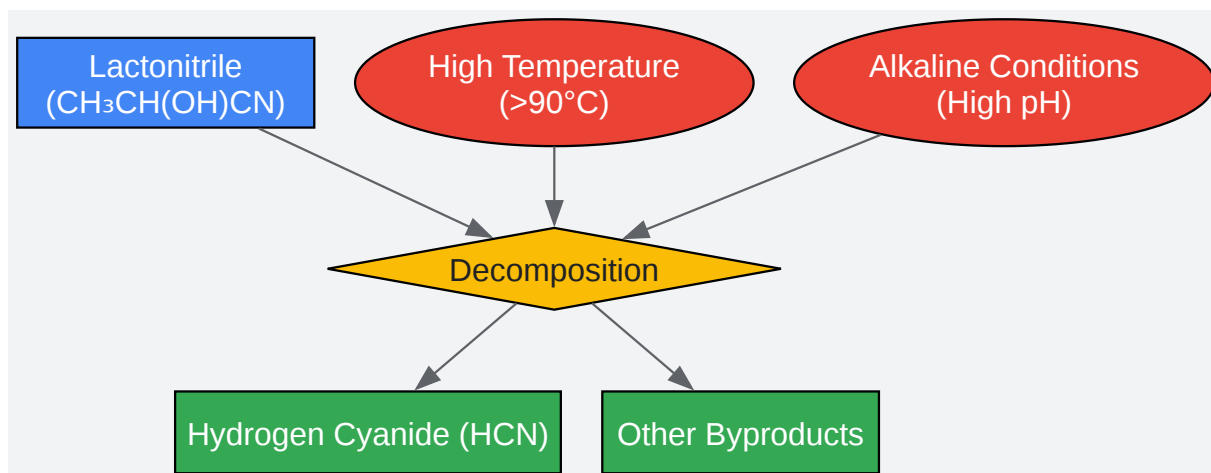 Lactonitrile
(CH₃CH(OH)CN)
High Temperature
(>90°C)
Alkaline Conditions
(High pH)
Decomposition
Hydrogen Cyanide (HCN)
Other Byproducts